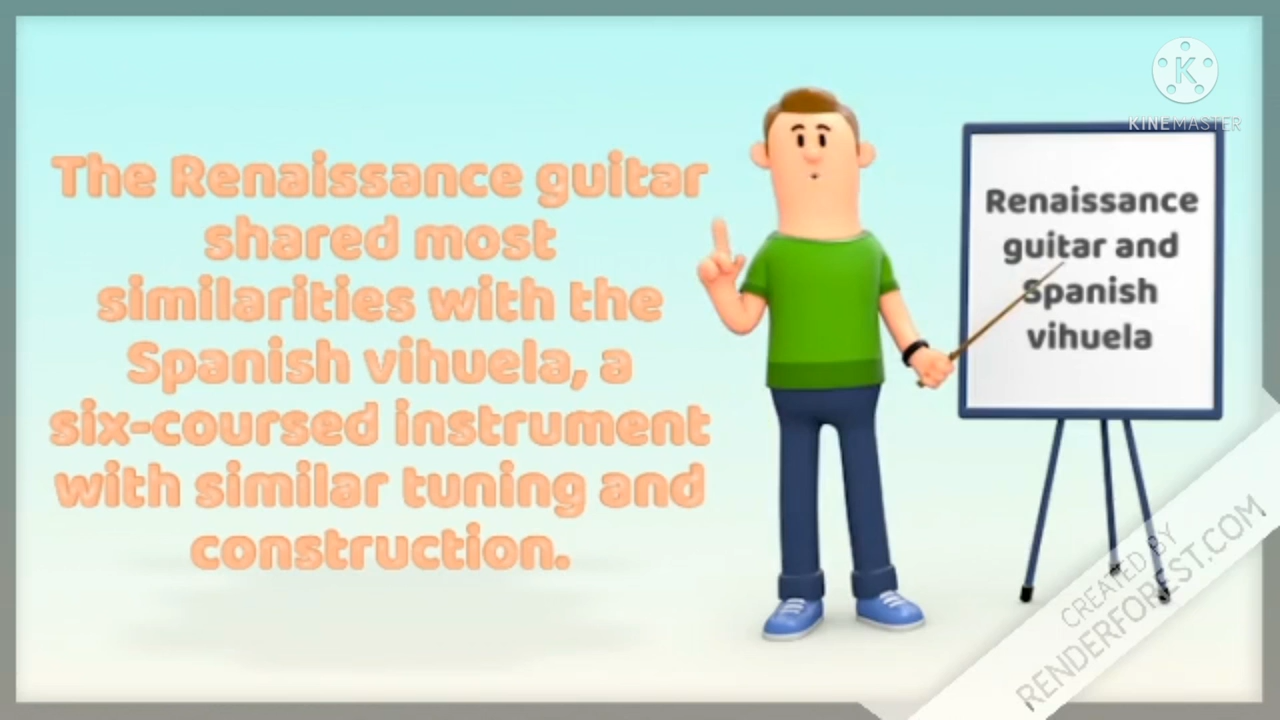 The Renaissance guitar
shared most
similarities with the
Spanish vihuela, a
six-coursed instrument
with similar tuning and
construction.
K
KINEMASTER
Renaissance
guitar and
Spanish
vihuela
CREATED BY
RENDERFOREST.COM